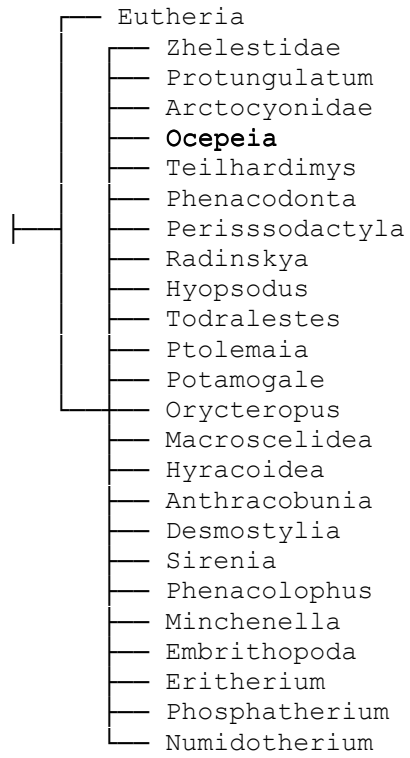 Eutheria
Zhelestidae
Protungulatum
Arctocyonidae
Ocepeia
Teilhardimys
Phenacodonta
Perisssodactyla
Radinskya
Hyopsodus
Todralestes
Ptolemaia
Potamogale
Orycteropus
Macroscelidea
Hyracoidea
Anthracobunia
Desmostylia
Sirenia
Phenacolophus
Minchenella
Embrithopoda
Eritherium
Phosphatherium
Numidotherium